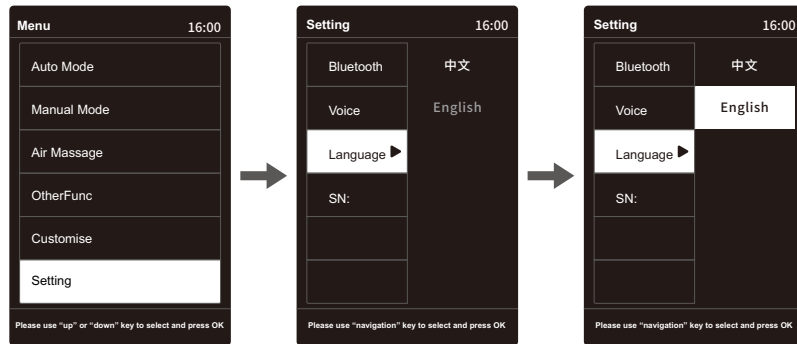 Menu 16:00
Auto Mode
Manual Mode
Air Massage
OtherFunc
Customise
Setting
Please use “up” or “down” key to select and press OK
Setting 16:00
Bluetooth 中文
Voice English
Language
SN:
Please use “navigation” key to select and press OK
Setting 16:00
Bluetooth 中文
Voice English
Language
SN:
Please use “navigation” key to select and press OK